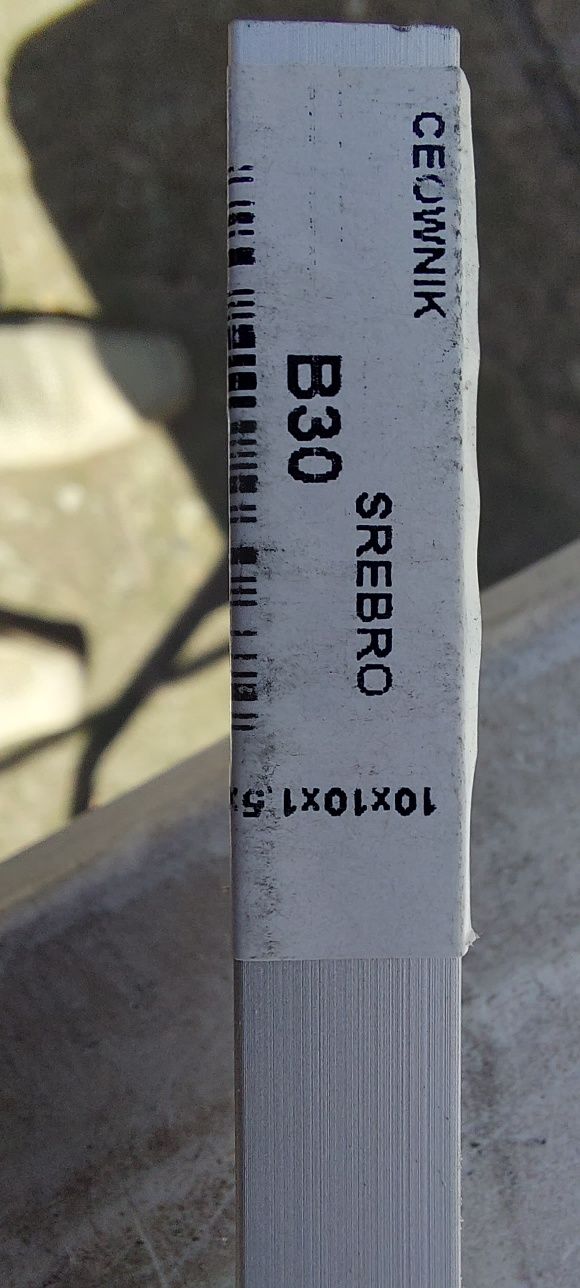 CEOWNIK
B30
SREBRO
10x10x1.5x